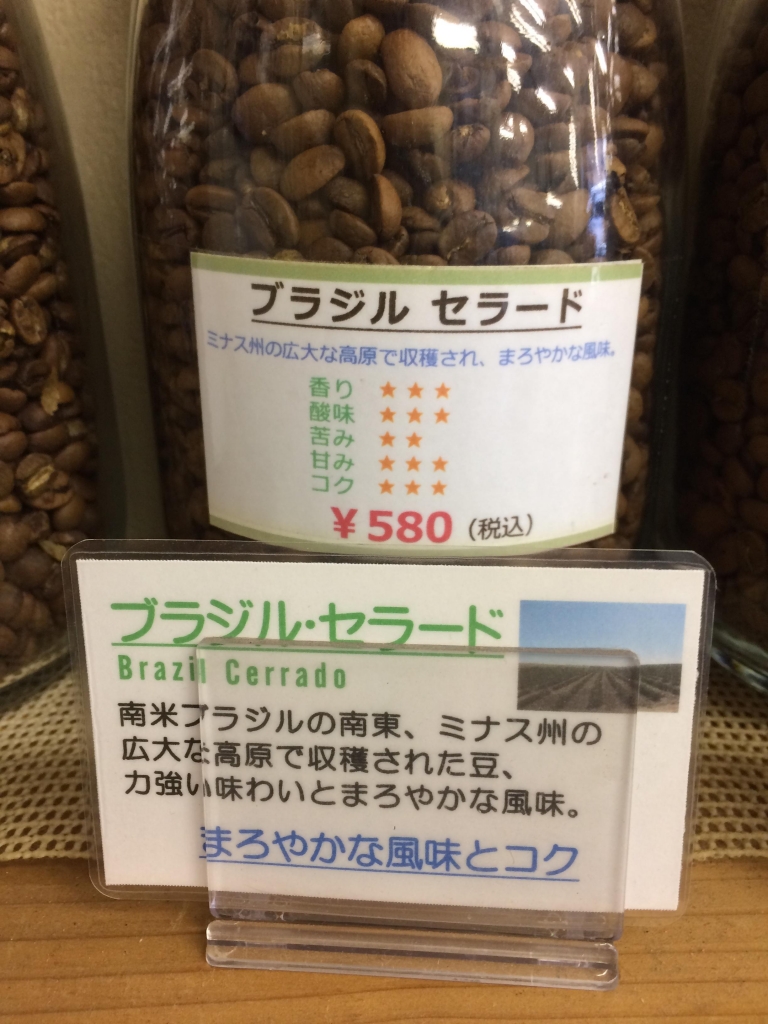 ブラジル セラード
ミナス州の広大な高原で収穫され、まろやかな風味。
香り ★★★
酸味 ★★★
苦み ★★
甘み ★★★
コク ★★★
¥580(税込)
ブラジル・セラード
Brazil Cerrado
南米ブラジルの南東、ミナス州の
広大な高原で収穫された豆、
力強い味わいとまろやかな風味。
まろやかな風味とコク